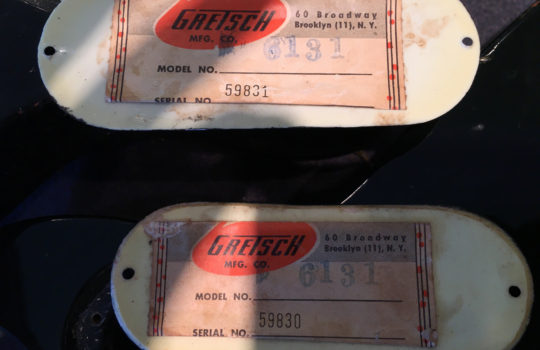 GRETSCH
60 Broadway
Brooklyn (11), N. Y.
MFG. CO.
6131
MODEL NO.
59831
SERIAL NO.
GRETSCH
60 Broadway
Brooklyn (11), N. Y.
MFG. CO.
6131
MODEL NO.
59830
SERIAL NO.